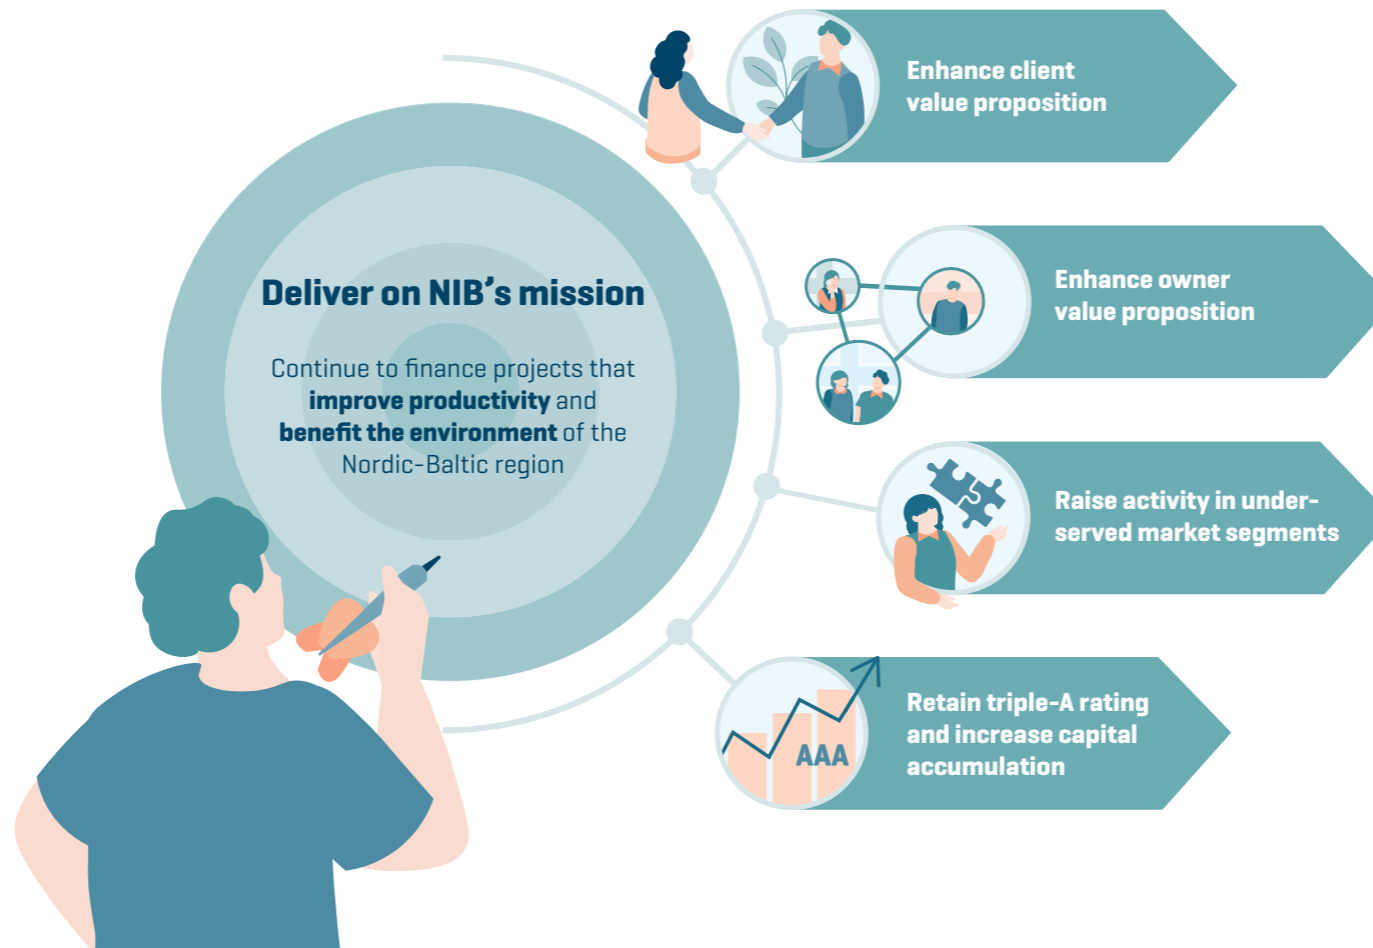 Deliver on NIB’s mission
Continue to finance projects that
improve productivity and
benefit the environment of the
Nordic-Baltic region
Enhance client
value proposition
Enhance owner
value proposition
Raise activity in under-
served market segments
AAA
Retain triple-A rating
and increase capital
accumulation